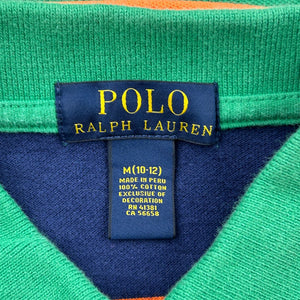 POLO
RALPH LAUREN
M (10-12)
MADE IN PERU
100% COTTON
EXCLUSIVE OF
DECORATION
RN 41381
CA 56658